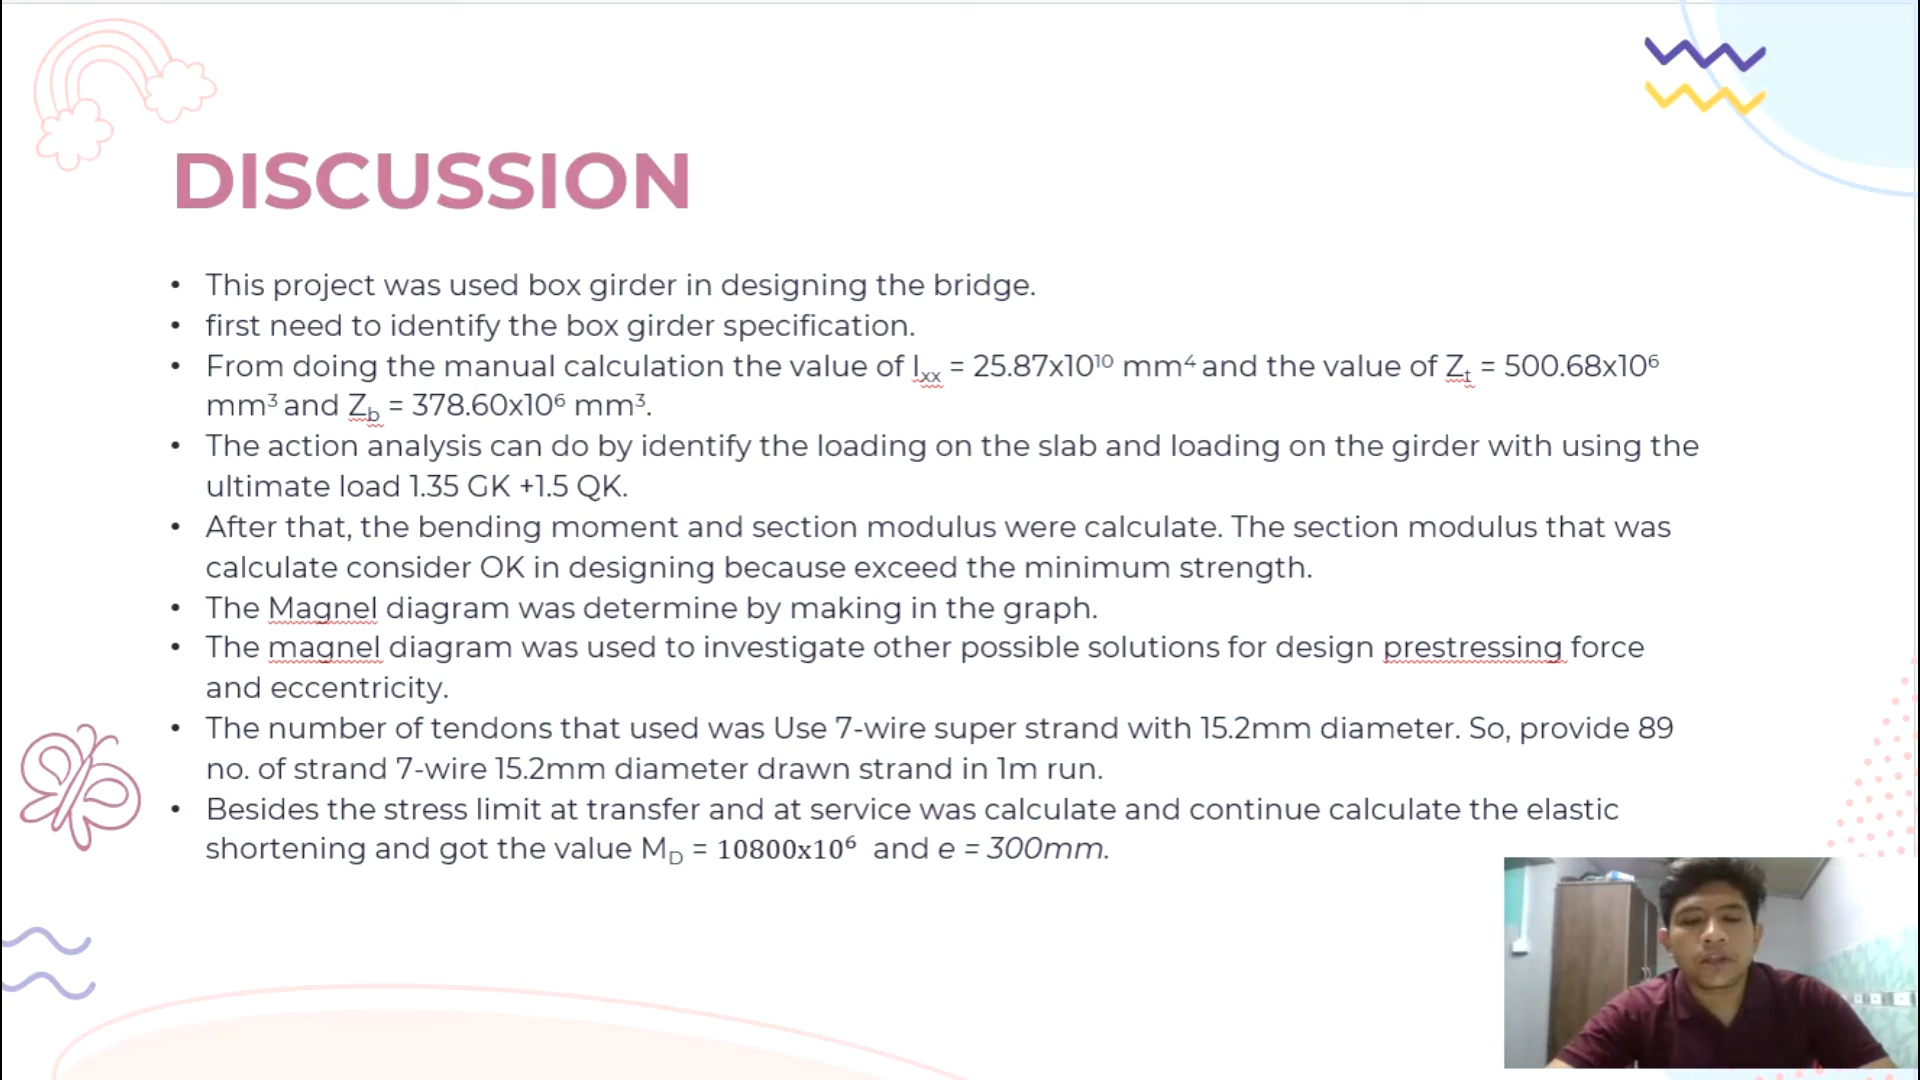 DISCUSSION
• This project was used box girder in designing the bridge.
• first need to identify the box girder specification.
• From doing the manual calculation the value of Iₓₓ = 25.87x10¹⁰ mm⁴ and the value of Zₜ = 500.68x10⁶
mm³ and Z_b = 378.60x10⁶ mm³.
• The action analysis can do by identify the loading on the slab and loading on the girder with using the
ultimate load 1.35 GK +1.5 QK.
• After that, the bending moment and section modulus were calculate. The section modulus that was
calculate consider OK in designing because exceed the minimum strength.
• The Magnel diagram was determine by making in the graph.
• The magnel diagram was used to investigate other possible solutions for design prestressing force
and eccentricity.
• The number of tendons that used was Use 7-wire super strand with 15.2mm diameter. So, provide 89
no. of strand 7-wire 15.2mm diameter drawn strand in 1m run.
• Besides the stress limit at transfer and at service was calculate and continue calculate the elastic
shortening and got the value M_D = 10800x10⁶ and e = 300mm.